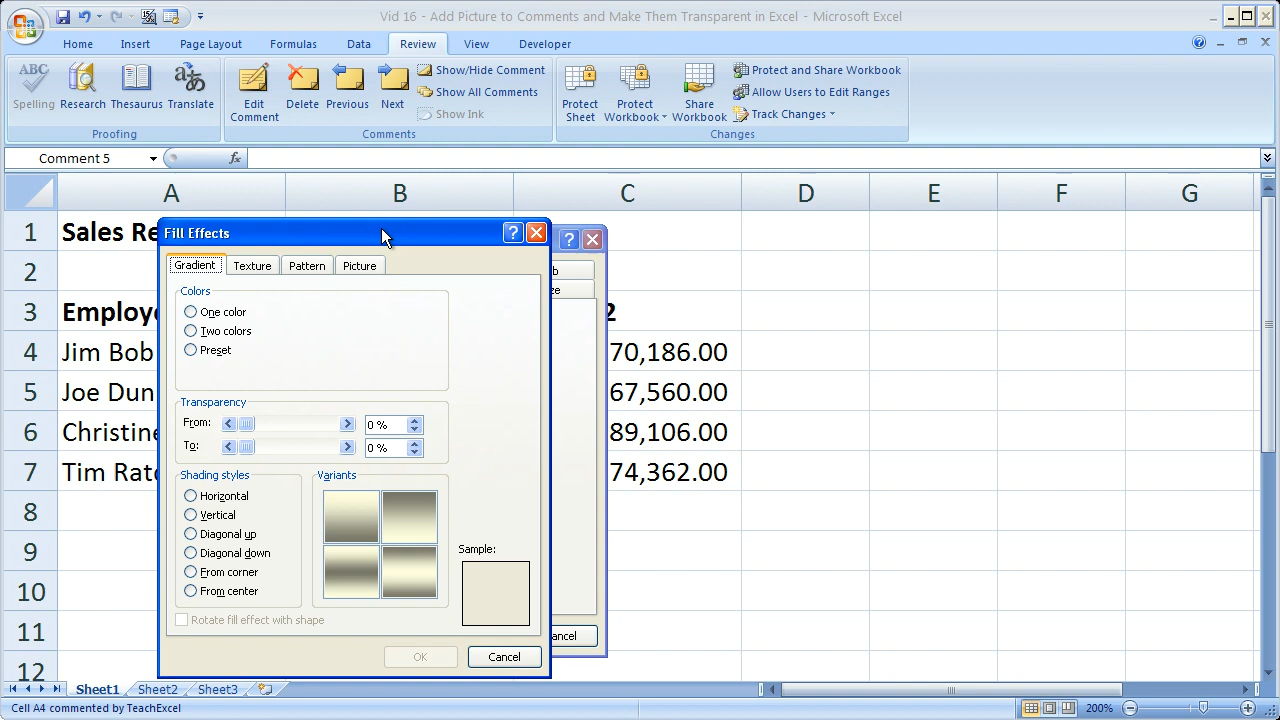 Vid 16 - Add Picture to Comments and Make Them Transparent in Excel - Microsoft Excel
Home Insert Page Layout Formulas Data Review View Developer
Spelling Research Thesaurus Translate
Proofing
Edit Comment Delete Previous Next
Show/Hide Comment
Show All Comments
Show Ink
Comments
Protect Sheet Protect Workbook Share Workbook
Protect and Share Workbook
Allow Users to Edit Ranges
Track Changes
Changes
Comment 5 fx
A B C D E F G
1 Sales Re
2
3 Employe 2
4 Jim Bob 70,186.00
5 Joe Dun 67,560.00
6 Christine 89,106.00
7 Tim Rato 74,362.00
8
9
10
11
12
Fill Effects
Gradient Texture Pattern Picture
Colors
One color
Two colors
Preset
Transparency
From: 0 %
To: 0 %
Shading styles
Horizontal
Vertical
Diagonal up
Diagonal down
From corner
From center
Variants
Sample:
Rotate fill effect with shape
OK Cancel
ancel
Sheet1 Sheet2 Sheet3
Cell A4 commented by TeachExcel 200%